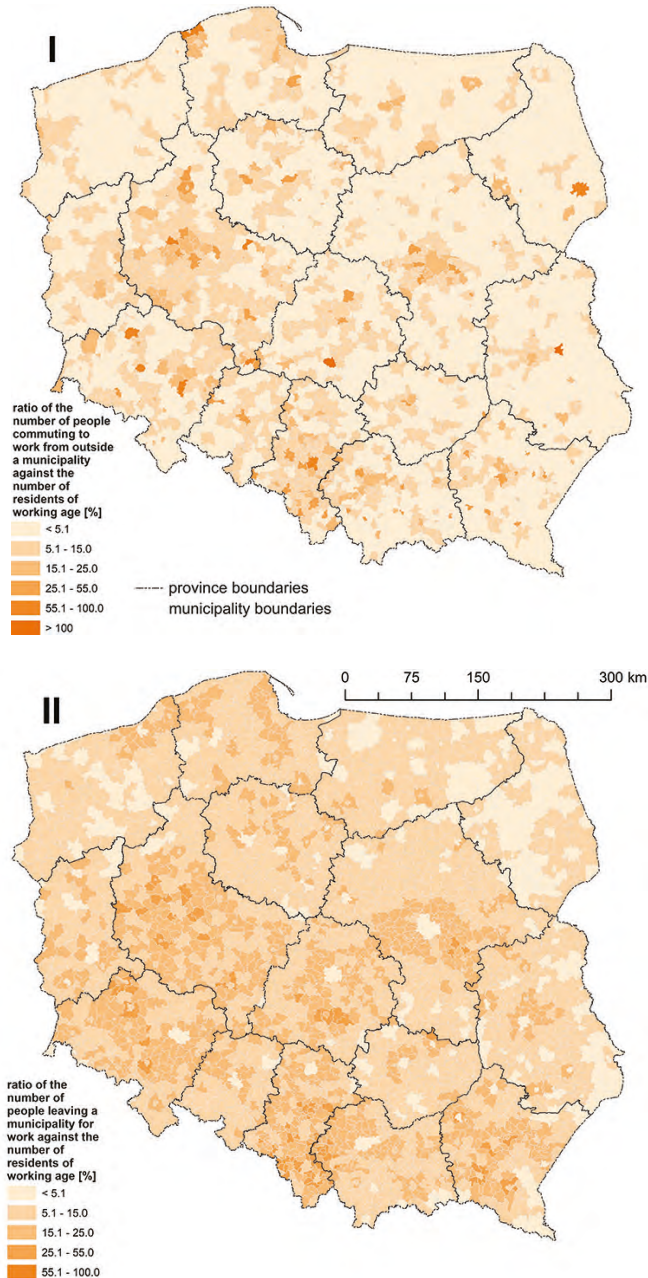 I
ratio of the
number of people
commuting to
work from outside
a municipality
against the
number of
residents of
working age [%]
< 5.1
5.1 - 15.0
15.1 - 25.0
25.1 - 55.0
55.1 - 100.0
> 100
province boundaries
municipality boundaries
II
0 75 150 300 km
ratio of the
number of
people leaving a
municipality for
work against the
number of
residents of
working age [%]
< 5.1
5.1 - 15.0
15.1 - 25.0
25.1 - 55.0
55.1 - 100.0